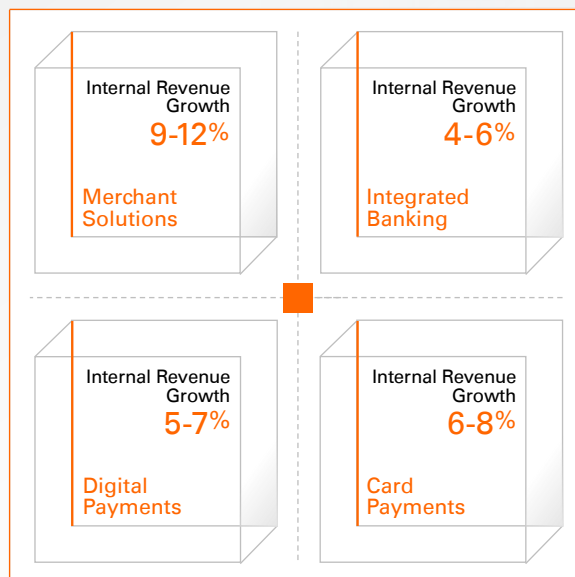 Internal Revenue
Growth
9-12%
Merchant
Solutions
Internal Revenue
Growth
4-6%
Integrated
Banking
Internal Revenue
Growth
5-7%
Digital
Payments
Internal Revenue
Growth
6-8%
Card
Payments